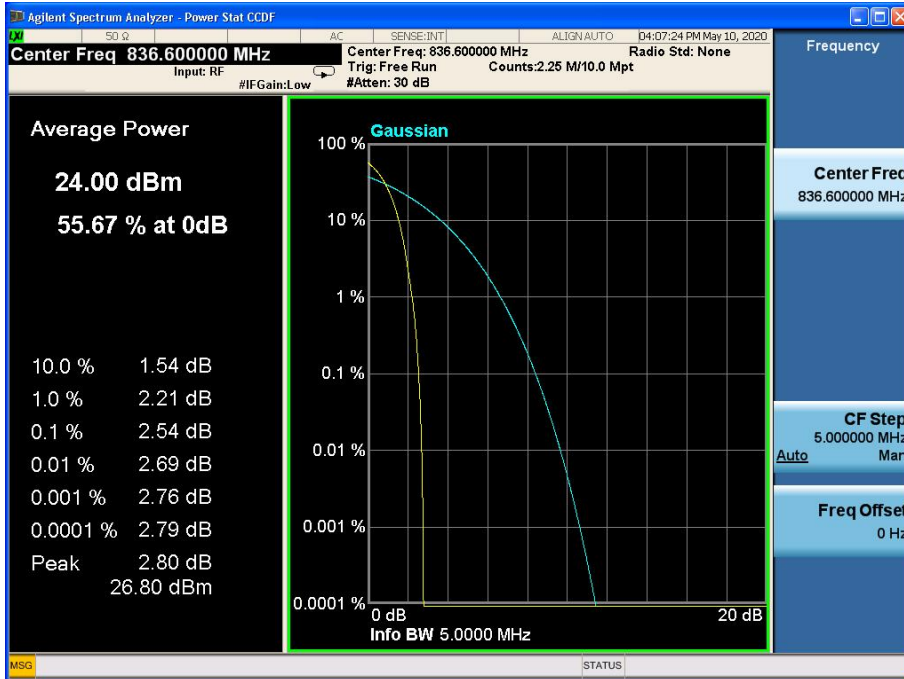 Agilent Spectrum Analyzer - Power Stat CCDF
LXI 50 Ω AC SENSE:INT ALIGN AUTO 04:07:24 PM May 10, 2020
Center Freq 836.600000 MHz
Input: RF
#IFGain:Low
Center Freq: 836.600000 MHz
Radio Std: None
Trig: Free Run
Counts:2.25 M/10.0 Mpt
#Atten: 30 dB
Frequency
Average Power
24.00 dBm
55.67 % at 0dB
10.0 % 1.54 dB
1.0 % 2.21 dB
0.1 % 2.54 dB
0.01 % 2.69 dB
0.001 % 2.76 dB
0.0001 % 2.79 dB
Peak 2.80 dB
26.80 dBm
Gaussian
100 %
10 %
1 %
0.1 %
0.01 %
0.001 %
0.0001 %
0 dB 20 dB
Info BW 5.0000 MHz
Center Freq
836.600000 MHz
CF Step
5.000000 MHz
Auto Man
Freq Offset
0 Hz
MSG STATUS